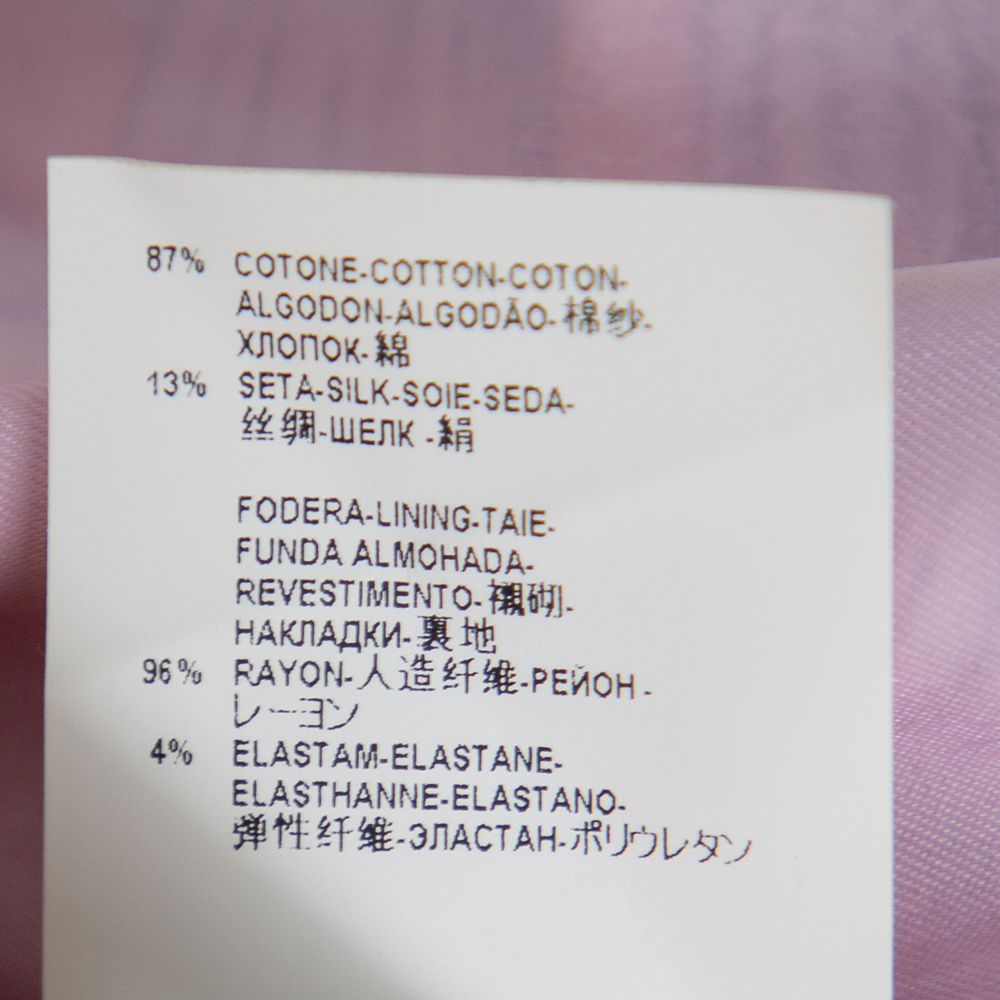 87% COTONE-COTTON-COTON-
ALGODON-ALGODÃO-棉纱-
ХЛОПОК-綿
13% SETA-SILK-SOIE-SEDA-
丝绸-ШЕЛК -絹
FODERA-LINING-TAIE-
FUNDA ALMOHADA-
REVESTIMENTO-
НАКЛАДКИ-裏地
96% RAYON-人造纤维-РЕЙОН -
レーヨン
4% ELASTAM-ELASTANE-
ELASTHANNE-ELASTANO-
弹性纤维-ЭЛАСТАН-ポリウレタン